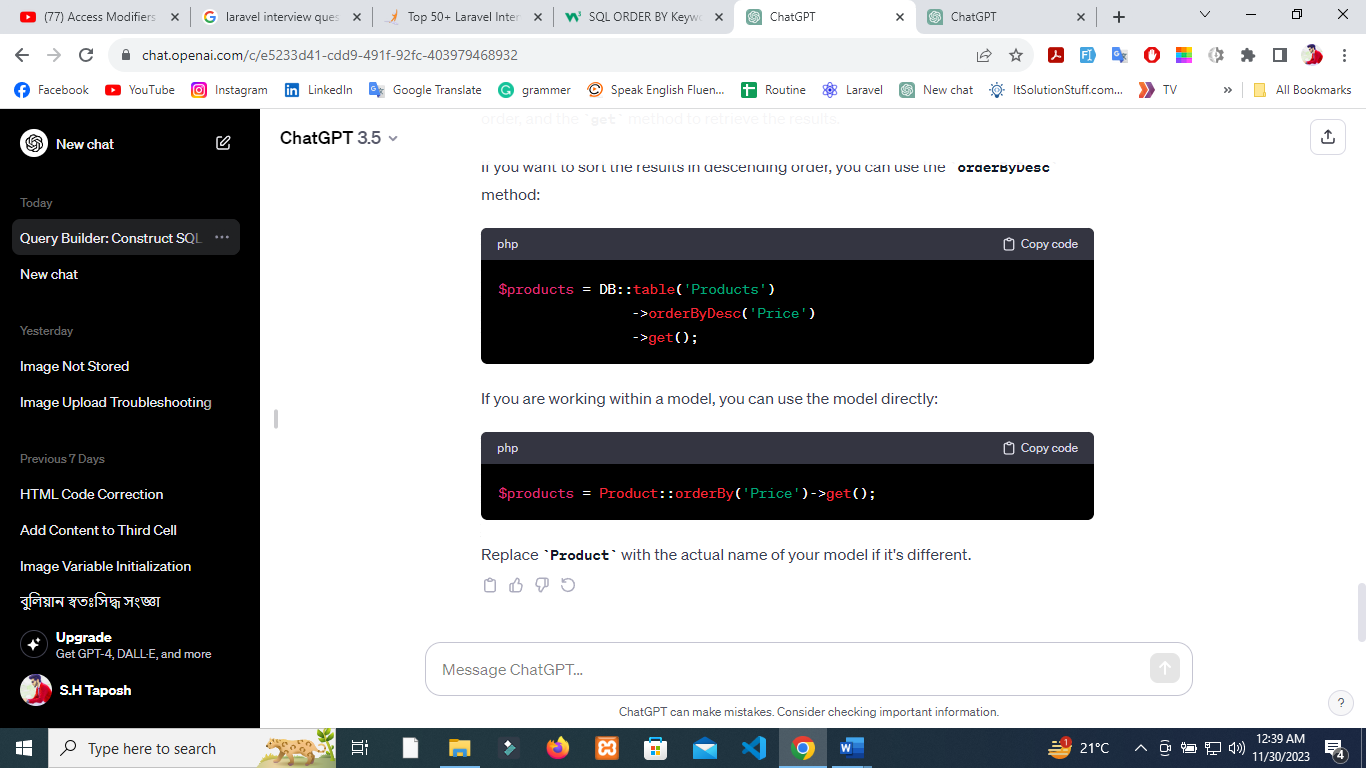 (77) Access Modifiers
laravel interview ques
Top 50+ Laravel Inter
SQL ORDER BY Keyw
ChatGPT
ChatGPT
chat.openai.com/c/e5233d41-cdd9-491f-92fc-403979468932
Facebook
YouTube
Instagram
LinkedIn
Google Translate
grammer
Speak English Fluen...
Routine
Laravel
New chat
ItSolutionStuff.com...
TV
»
All Bookmarks
New chat
Today
Query Builder: Construct SQL ...
New chat
Yesterday
Image Not Stored
Image Upload Troubleshooting
Previous 7 Days
HTML Code Correction
Add Content to Third Cell
Image Variable Initialization
বুলিয়ান স্বতঃসিদ্ধ সংজ্ঞা
Upgrade
Get GPT-4, DALL·E, and more
S.H Taposh
order, and the `get` method to retrieve the results.
ChatGPT 3.5
If you want to sort the results in descending order, you can use the `orderByDesc
method:
php
Copy code
$products = DB::table('Products')
->orderByDesc('Price')
->get();
If you are working within a model, you can use the model directly:
php
Copy code
$products = Product::orderBy('Price')->get();
Replace `Product` with the actual name of your model if it's different.
Message ChatGPT...
ChatGPT can make mistakes. Consider checking important information.
?
Type here to search
1
21°C
12:39 AM
11/30/2023
4